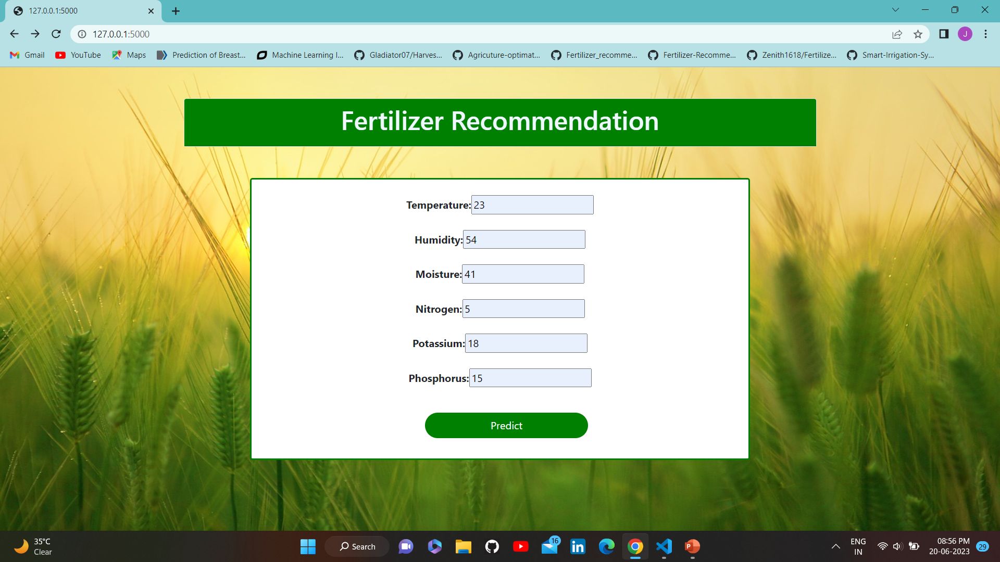 127.0.0.1:5000
127.0.0.1:5000
J
Gmail YouTube Maps Prediction of Breast... Machine Learning I... Gladiator07/Harves... Agricuture-optimat... Fertilizer_recomme... Fertilizer-Recomme... Zenith1618/Fertilize... Smart-Irrigation-Sy...
Fertilizer Recommendation
Temperature: 23
Humidity: 54
Moisture: 41
Nitrogen: 5
Potassium: 18
Phosphorus: 15
Predict
35°C
Clear
Search
16
in
P
ENG
IN
08:56 PM
20-06-2023
29